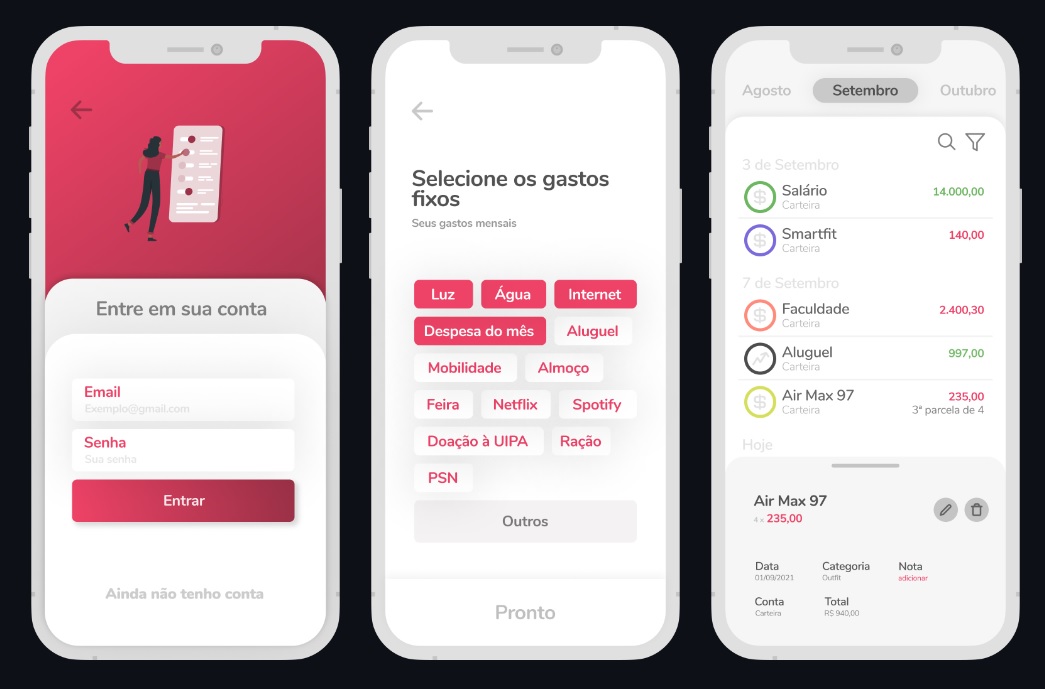 Entre em sua conta
Email
Exemplo@gmail.com
Senha
Sua senha
Entrar
Ainda não tenho conta
Selecione os gastos
fixos
Seus gastos mensais
Luz Água Internet
Despesa do mês Aluguel
Mobilidade Almoço
Feira Netflix Spotify
Doação à UIPA Ração
PSN
Outros
Pronto
Agosto Setembro Outubro
3 de Setembro
Salário 14.000,00
Carteira
Smartfit 140,00
Carteira
7 de Setembro
Faculdade 2.400,30
Carteira
Aluguel 997,00
Carteira
Air Max 97 235,00
Carteira 3ª parcela de 4
Hoje
Air Max 97
4 x 235,00
Data Categoria Nota
01/09/2021 Outfit adicionar
Conta Total
Carteira R$ 940,00